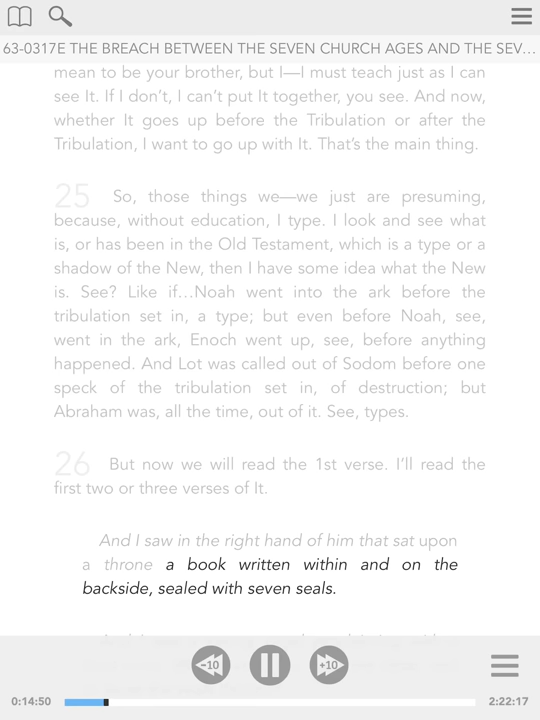 63-0317E THE BREACH BETWEEN THE SEVEN CHURCH AGES AND THE SEV…
mean to be your brother, but I—I must teach just as I can
see It. If I don’t, I can’t put It together, you see. And now,
whether It goes up before the Tribulation or after the
Tribulation, I want to go up with It. That’s the main thing.
25 So, those things we—we just are presuming,
because, without education, I type. I look and see what
is, or has been in the Old Testament, which is a type or a
shadow of the New, then I have some idea what the New
is. See? Like if…Noah went into the ark before the
tribulation set in, a type; but even before Noah, see,
went in the ark, Enoch went up, see, before anything
happened. And Lot was called out of Sodom before one
speck of the tribulation set in, of destruction; but
Abraham was, all the time, out of it. See, types.
26 But now we will read the 1st verse. I’ll read the
first two or three verses of It.
And I saw in the right hand of him that sat upon
a throne a book written within and on the
backside, sealed with seven seals.
-10
+10
0:14:50
2:22:17